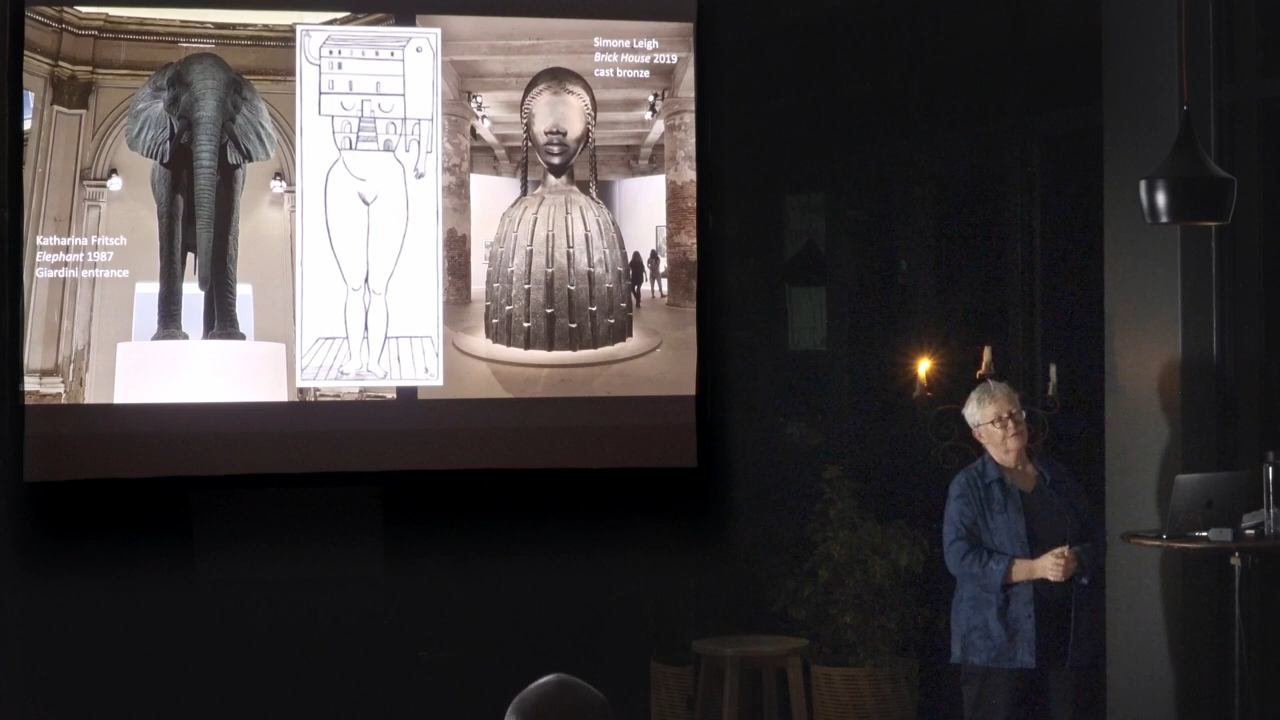 Katharina Fritsch
Elephant 1987
Giardini entrance
Simone Leigh
Brick House 2019
cast bronze